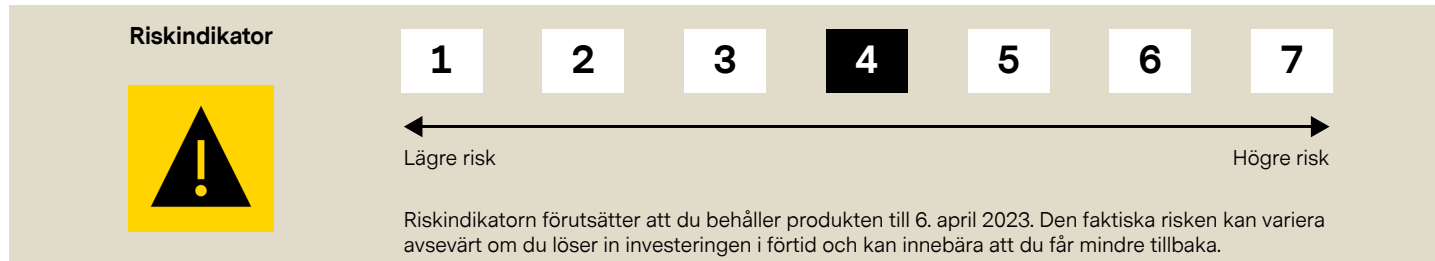 Riskindikator
1 2 3 4 5 6 7
!
Lägre risk Högre risk
Riskindikatorn förutsätter att du behåller produkten till 6. april 2023. Den faktiska risken kan variera
avsevärt om du löser in investeringen i förtid och kan innebära att du får mindre tillbaka.